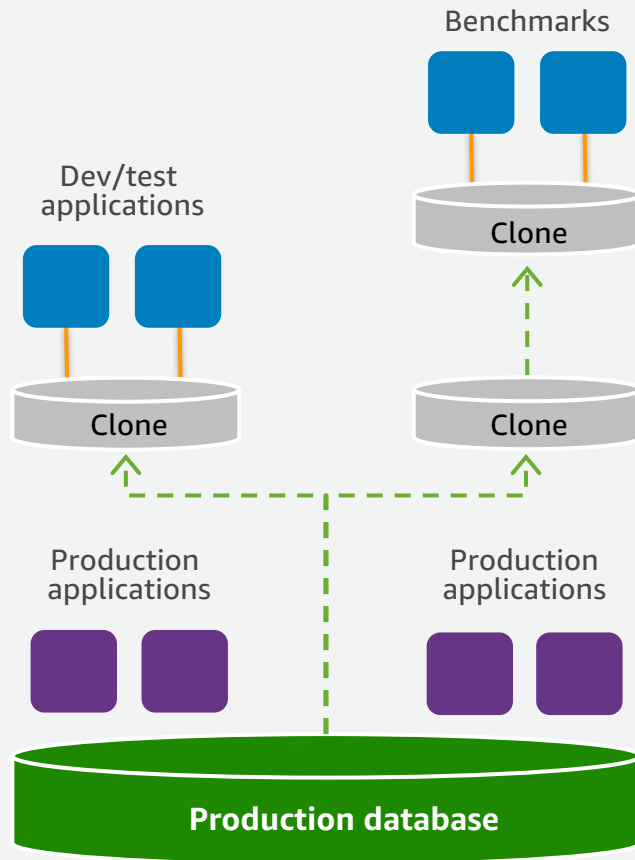 Benchmarks
Dev/test
applications
Clone
Clone
Clone
Production
applications
Production
applications
Production database